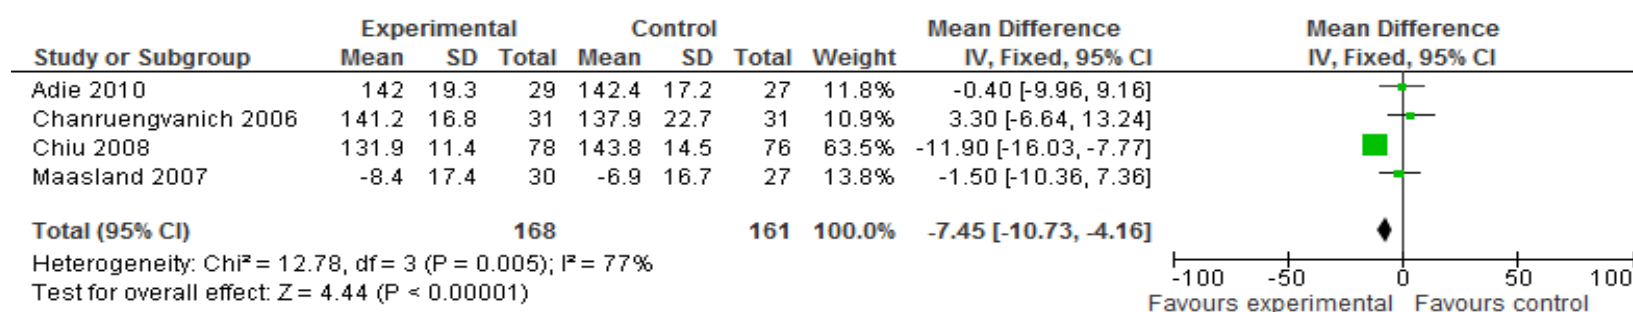 Experimental Control Mean Difference Mean Difference
Study or Subgroup Mean SD Total Mean SD Total Weight IV, Fixed, 95% CI IV, Fixed, 95% CI
Adie 2010 142 19.3 29 142.4 17.2 27 11.8% -0.40 [-9.96, 9.16]
Chanruengvanich 2006 141.2 16.8 31 137.9 22.7 31 10.9% 3.30 [-6.64, 13.24]
Chiu 2008 131.9 11.4 78 143.8 14.5 76 63.5% -11.90 [-16.03, -7.77]
Maasland 2007 -8.4 17.4 30 -6.9 16.7 27 13.8% -1.50 [-10.36, 7.36]
Total (95% CI) 168 161 100.0% -7.45 [-10.73, -4.16]
Heterogeneity: Chi² = 12.78, df = 3 (P = 0.005); I² = 77%
Test for overall effect: Z = 4.44 (P < 0.00001)
-100 -50 0 50 100
Favours experimental Favours control